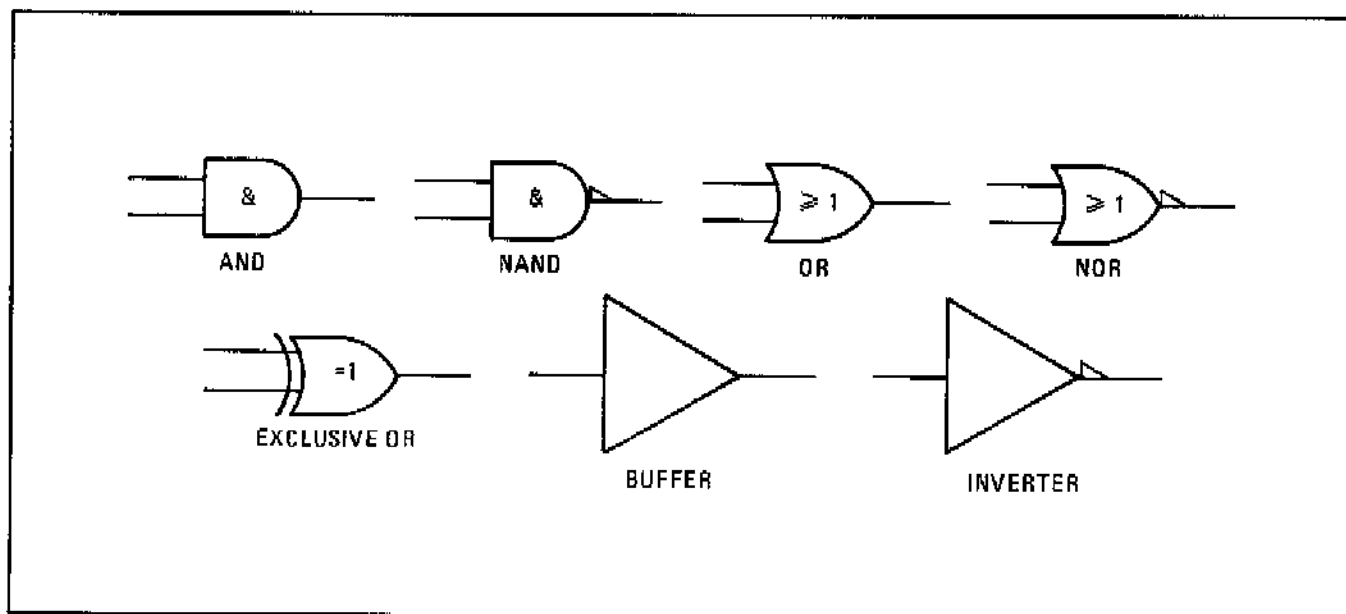 & & ⩾ 1 ⩾ 1
AND NAND OR NOR
=1
EXCLUSIVE OR
BUFFER INVERTER